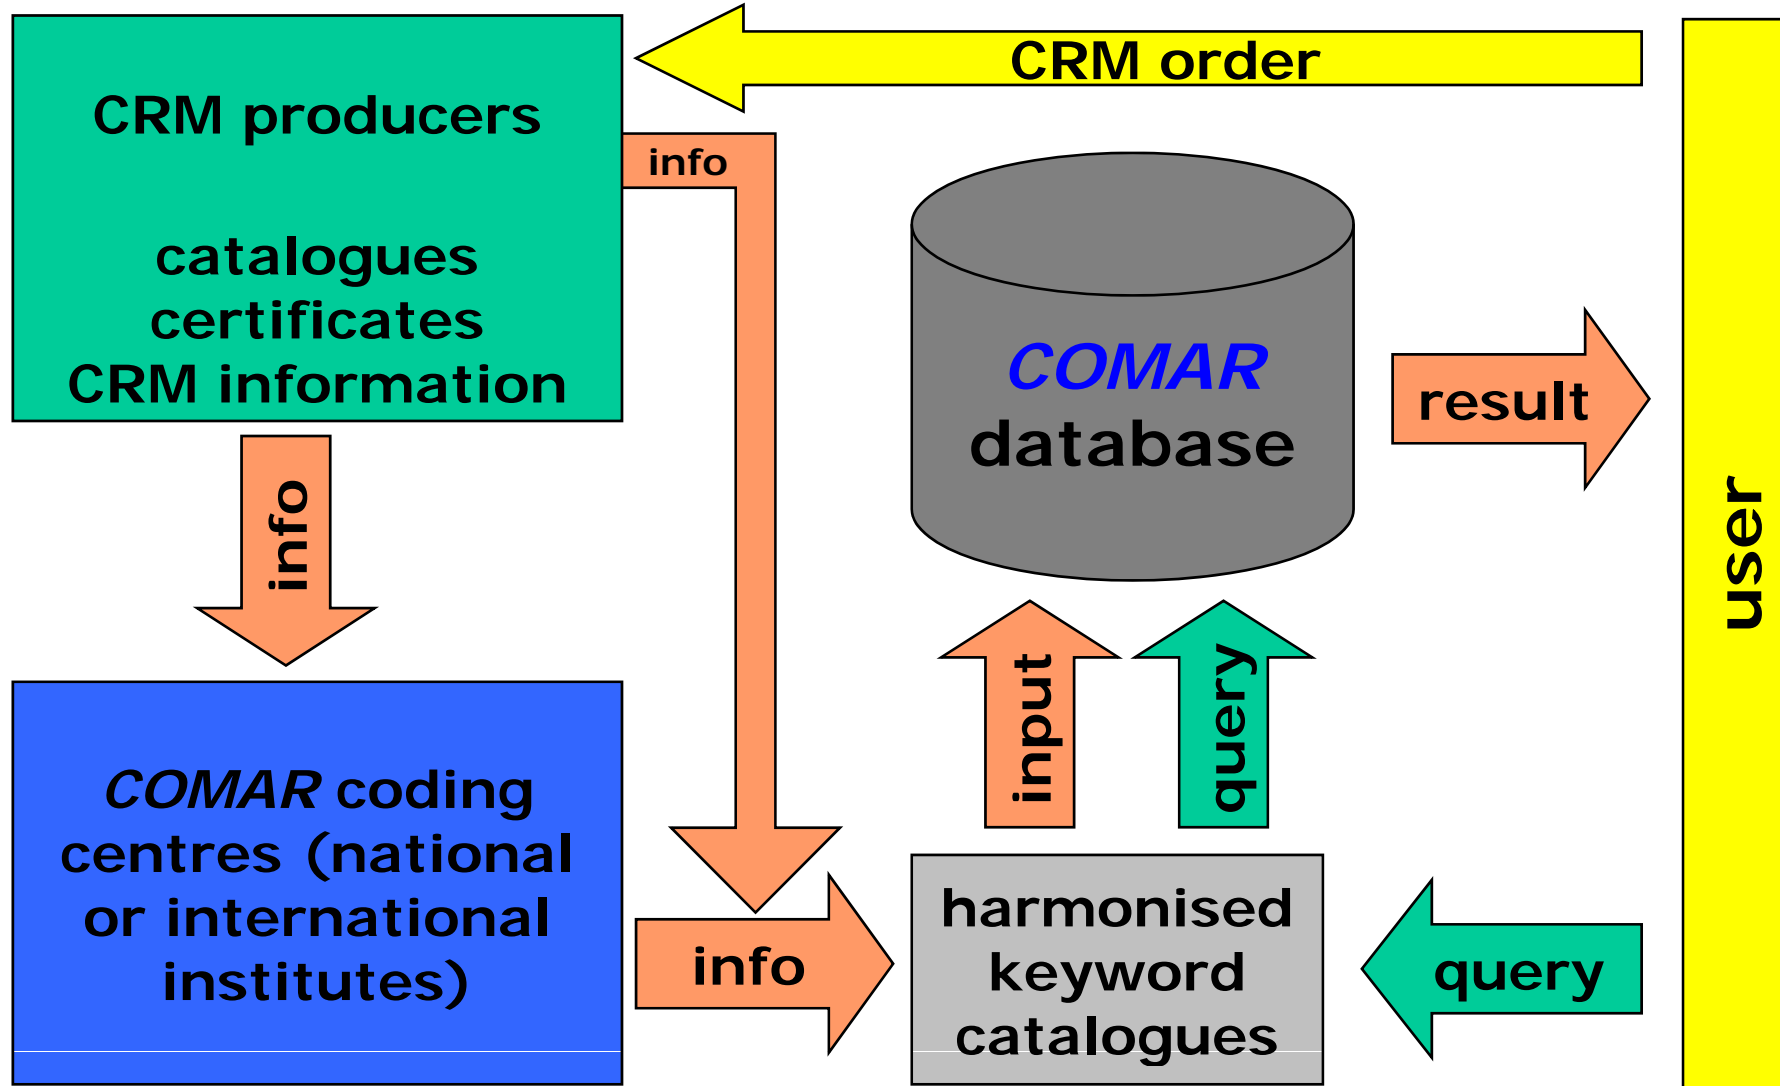 CRM order
CRM producers
catalogues
certificates
CRM information
info
COMAR
database
result
user
info
input
query
COMAR coding
centres (national
or international
institutes)
info
harmonised
keyword
catalogues
query